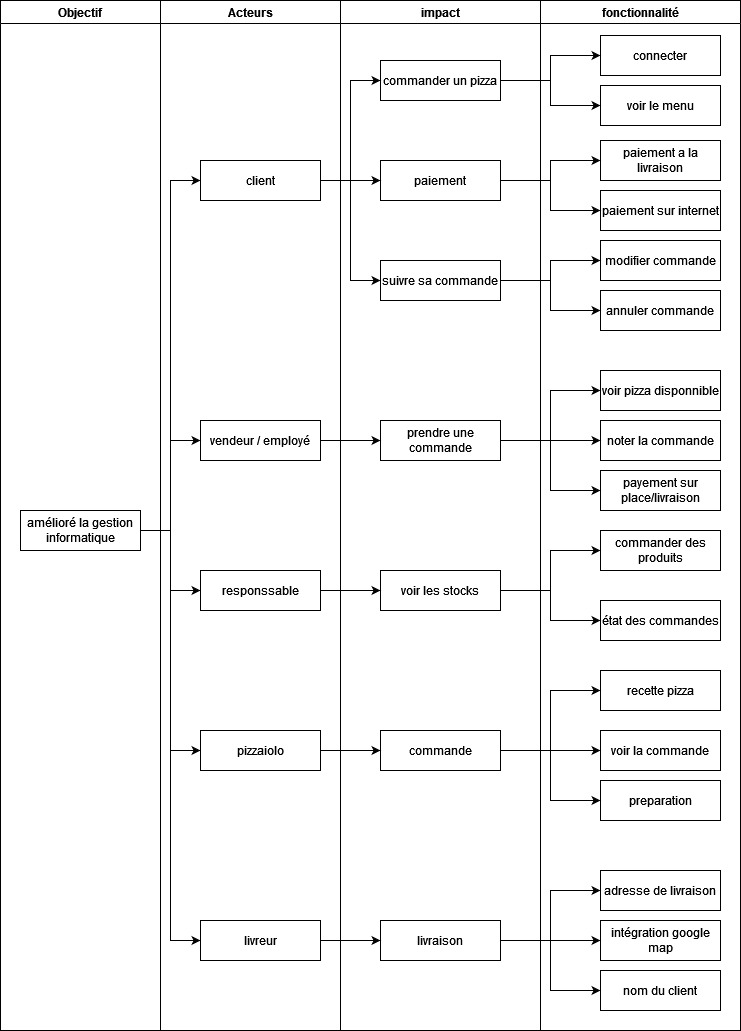 Objectif
Acteurs
impact
fonctionnalité
connecter
commander un pizza
voir le menu
paiement a la
livraison
client
paiement
paiement sur internet
modifier commande
suivre sa commande
annuler commande
voir pizza disponnible
vendeur / employé
prendre une
commande
noter la commande
payement sur
place/livraison
amélioré la gestion
informatique
commander des
produits
responssable
voir les stocks
état des commandes
recette pizza
pizzaiolo
commande
voir la commande
preparation
adresse de livraison
livreur
livraison
intégration google
map
nom du client